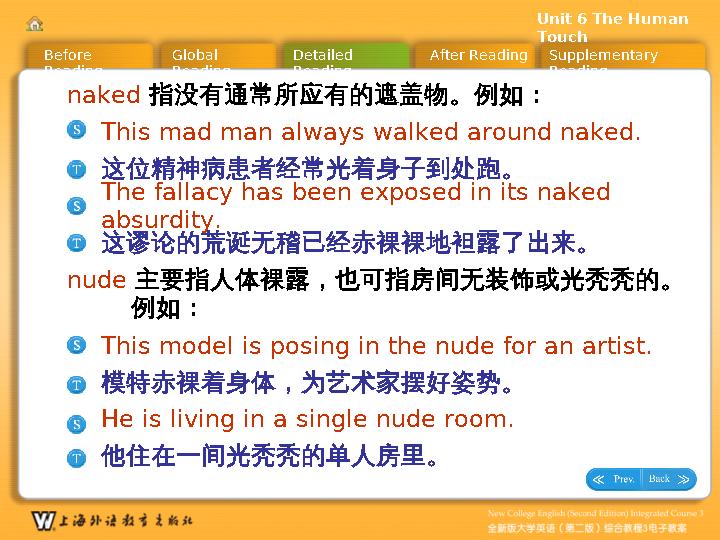 Unit 6 The Human
Touch
Before
Reading
Global
Reading
Detailed
Reading
After Reading
Supplementary
Reading
naked 指没有通常所应有的遮盖物。例如：
S This mad man always walked around naked.
T 这位精神病患者经常光着身子到处跑。
S The fallacy has been exposed in its naked
absurdity.
T 这谬论的荒诞无稽已经赤裸裸地袒露了出来。
nude 主要指人体裸露，也可指房间无装饰或光秃秃的。
例如：
S This model is posing in the nude for an artist.
T 模特赤裸着身体，为艺术家摆好姿势。
S He is living in a single nude room.
T 他住在一间光秃秃的单人房里。
Prev. Back
W 上海外语教育出版社
New College English (Second Edition) Integrated Course 3
全新版大学英语（第二版）综合教程3电子教案